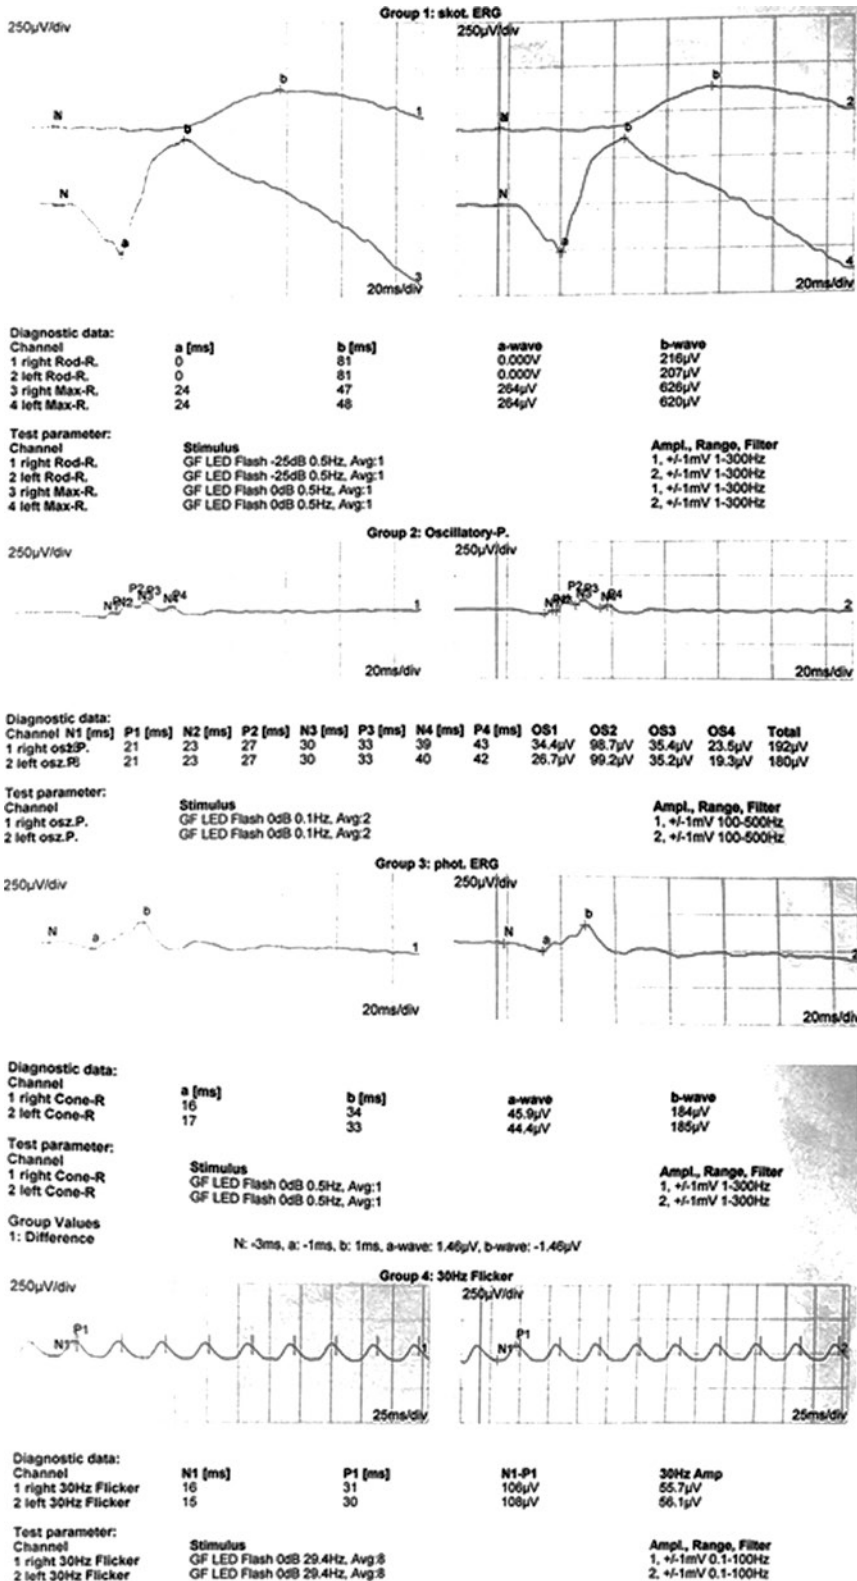 Group 1: skot. ERG
250µV/div 250µV/div
N b b 1
N a b 3
N b b 2
N a 4
20ms/div 20ms/div
Diagnostic data:
Channel a [ms] b [ms] a-wave b-wave
1 right Rod-R. 0 81 0.000V 216µV
2 left Rod-R. 0 81 0.000V 207µV
3 right Max-R. 24 47 264µV 626µV
4 left Max-R. 24 48 264µV 620µV
Test parameter:
Channel Stimulus Ampl., Range, Filter
1 right Rod-R. GF LED Flash -25dB 0.5Hz, Avg:1 1, +/-1mV 1-300Hz
2 left Rod-R. GF LED Flash -25dB 0.5Hz, Avg:1 2, +/-1mV 1-300Hz
3 right Max-R. GF LED Flash 0dB 0.5Hz, Avg:1 1, +/-1mV 1-300Hz
4 left Max-R. GF LED Flash 0dB 0.5Hz, Avg:1 2, +/-1mV 1-300Hz
Group 2: Oscillatory-P.
250µV/div 250µV/div
N1 P1 N2 P2 N3 P3 N4 P4 1
N1 P1 N2 P2 N3 P3 N4 P4 2
20ms/div 20ms/div
Diagnostic data:
Channel N1 [ms] P1 [ms] N2 [ms] P2 [ms] N3 [ms] P3 [ms] N4 [ms] P4 [ms] OS1 OS2 OS3 OS4 Total
1 right osz.P. 21 23 27 30 33 39 43 34.4µV 98.7µV 35.4µV 23.5µV 192µV
2 left osz.P. 21 23 27 30 33 40 42 26.7µV 99.2µV 35.2µV 19.3µV 180µV
Test parameter:
Channel Stimulus Ampl., Range, Filter
1 right osz.P. GF LED Flash 0dB 0.1Hz, Avg:2 1, +/-1mV 100-500Hz
2 left osz.P. GF LED Flash 0dB 0.1Hz, Avg:2 2, +/-1mV 100-500Hz
Group 3: phot. ERG
250µV/div 250µV/div
N a b 1
N a b 2
20ms/div 20ms/div
Diagnostic data:
Channel a [ms] b [ms] a-wave b-wave
1 right Cone-R 16 34 45.9µV 184µV
2 left Cone-R 17 33 44.4µV 185µV
Test parameter:
Channel Stimulus Ampl., Range, Filter
1 right Cone-R GF LED Flash 0dB 0.5Hz, Avg:1 1, +/-1mV 1-300Hz
2 left Cone-R GF LED Flash 0dB 0.5Hz, Avg:1 2, +/-1mV 1-300Hz
Group Values
1: Difference N: -3ms, a: -1ms, b: 1ms, a-wave: 1.46µV, b-wave: -1.46µV
Group 4: 30Hz Flicker
250µV/div 250µV/div
N1 P1 1
N1 P1 2
25ms/div 25ms/div
Diagnostic data:
Channel N1 [ms] P1 [ms] N1-P1 30Hz Amp
1 right 30Hz Flicker 16 31 106µV 55.7µV
2 left 30Hz Flicker 15 30 108µV 56.1µV
Test parameter:
Channel Stimulus Ampl., Range, Filter
1 right 30Hz Flicker GF LED Flash 0dB 29.4Hz, Avg:8 1, +/-1mV 0.1-100Hz
2 left 30Hz Flicker GF LED Flash 0dB 29.4Hz, Avg:8 2, +/-1mV 0.1-100Hz